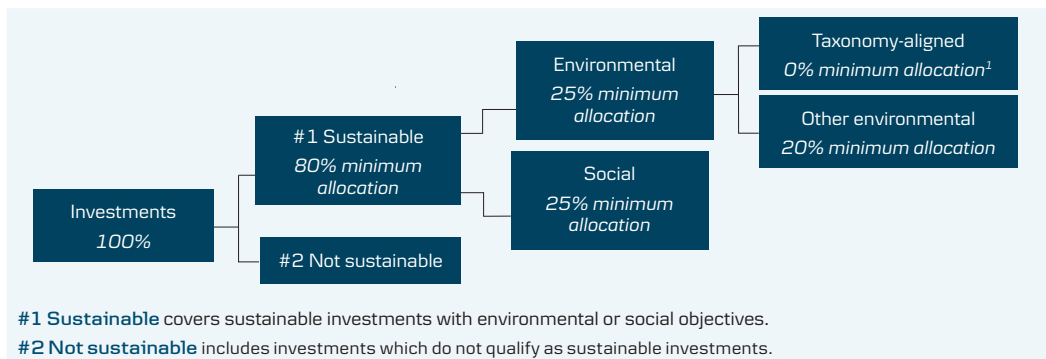 Taxonomy-aligned
0% minimum allocation¹
Environmental
25% minimum
allocation
Other environmental
20% minimum allocation
#1 Sustainable
80% minimum
allocation
Social
25% minimum
allocation
Investments
100%
#2 Not sustainable
#1 Sustainable covers sustainable investments with environmental or social objectives.
#2 Not sustainable includes investments which do not qualify as sustainable investments.